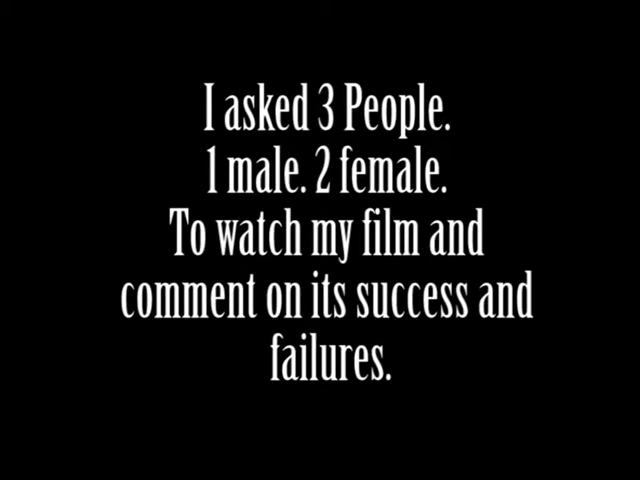 I asked 3 People.
1 male. 2 female.
To watch my film and
comment on its success and
failures.